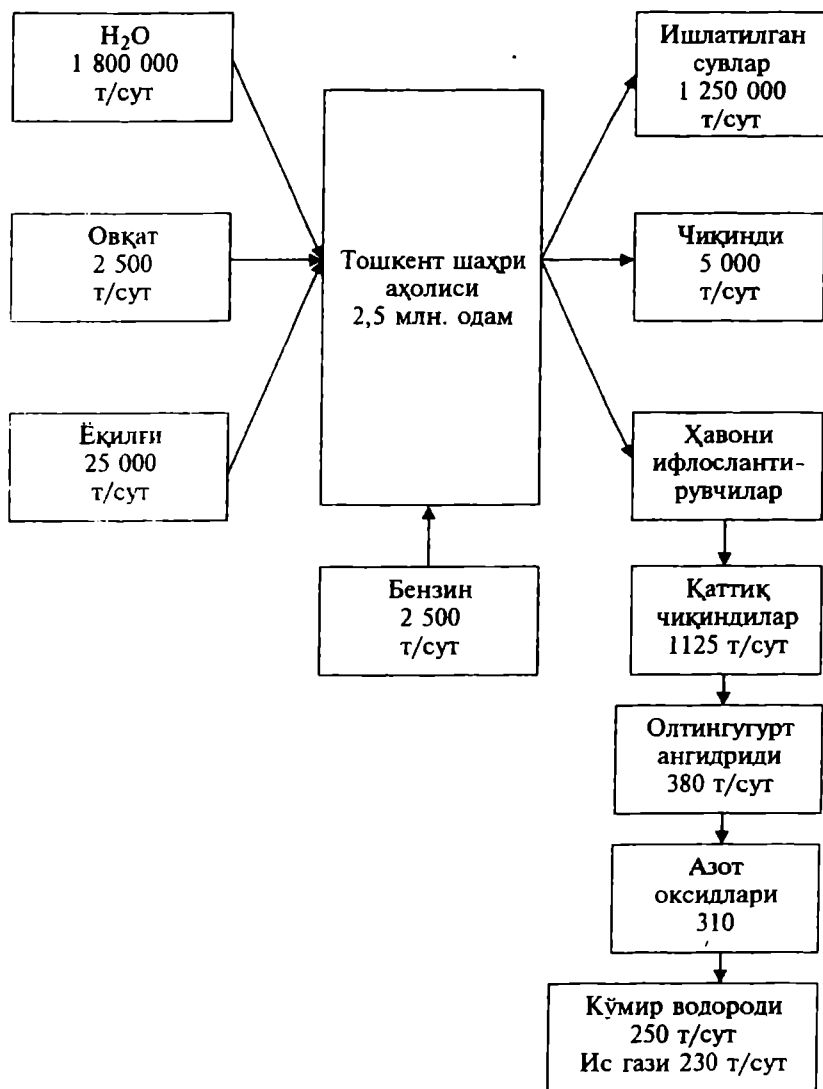 H₂O
1 800 000
т/сут
Овқат
2 500
т/сут
Ёқилғи
25 000
т/сут
Тошкент шаҳри
аҳолиси
2,5 млн. одам
Бензин
2 500
т/сут
Ишлатилган
сувлар
1 250 000
т/сут
Чиқинди
5 000
т/сут
Ҳавони
ифлосланти-
рувчилар
Қаттиқ
чиқиндилар
1125 т/сут
Олтингугурт
ангидриди
380 т/сут
Азот
оксидлари
310
Кўмир водороди
250 т/сут
Ис гази 230 т/сут